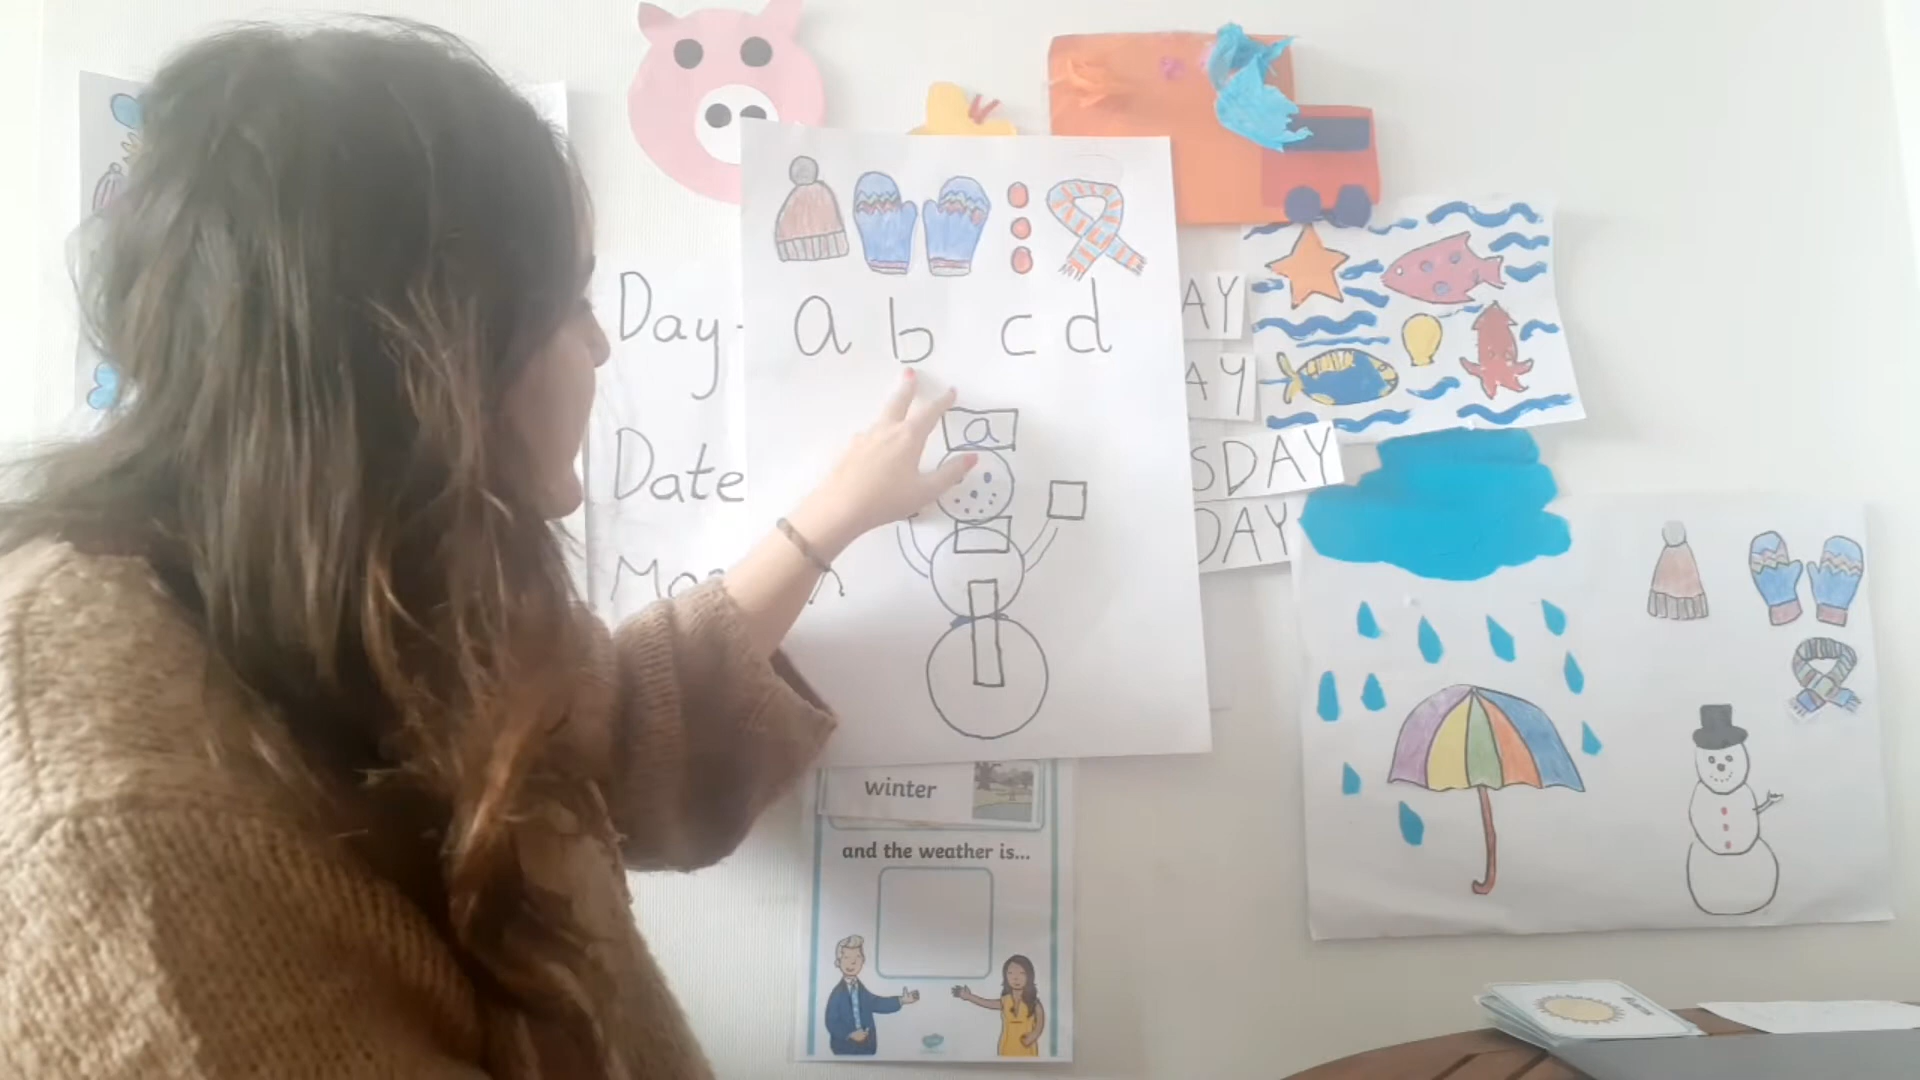 a b c d
a
Day-
Date
AY
AY
SDAY
DAY
winter
and the weather is...